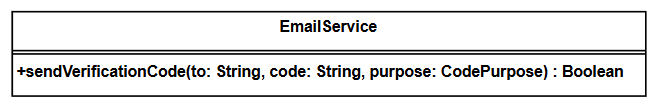 EmailService
+sendVerificationCode(to: String, code: String, purpose: CodePurpose) : Boolean